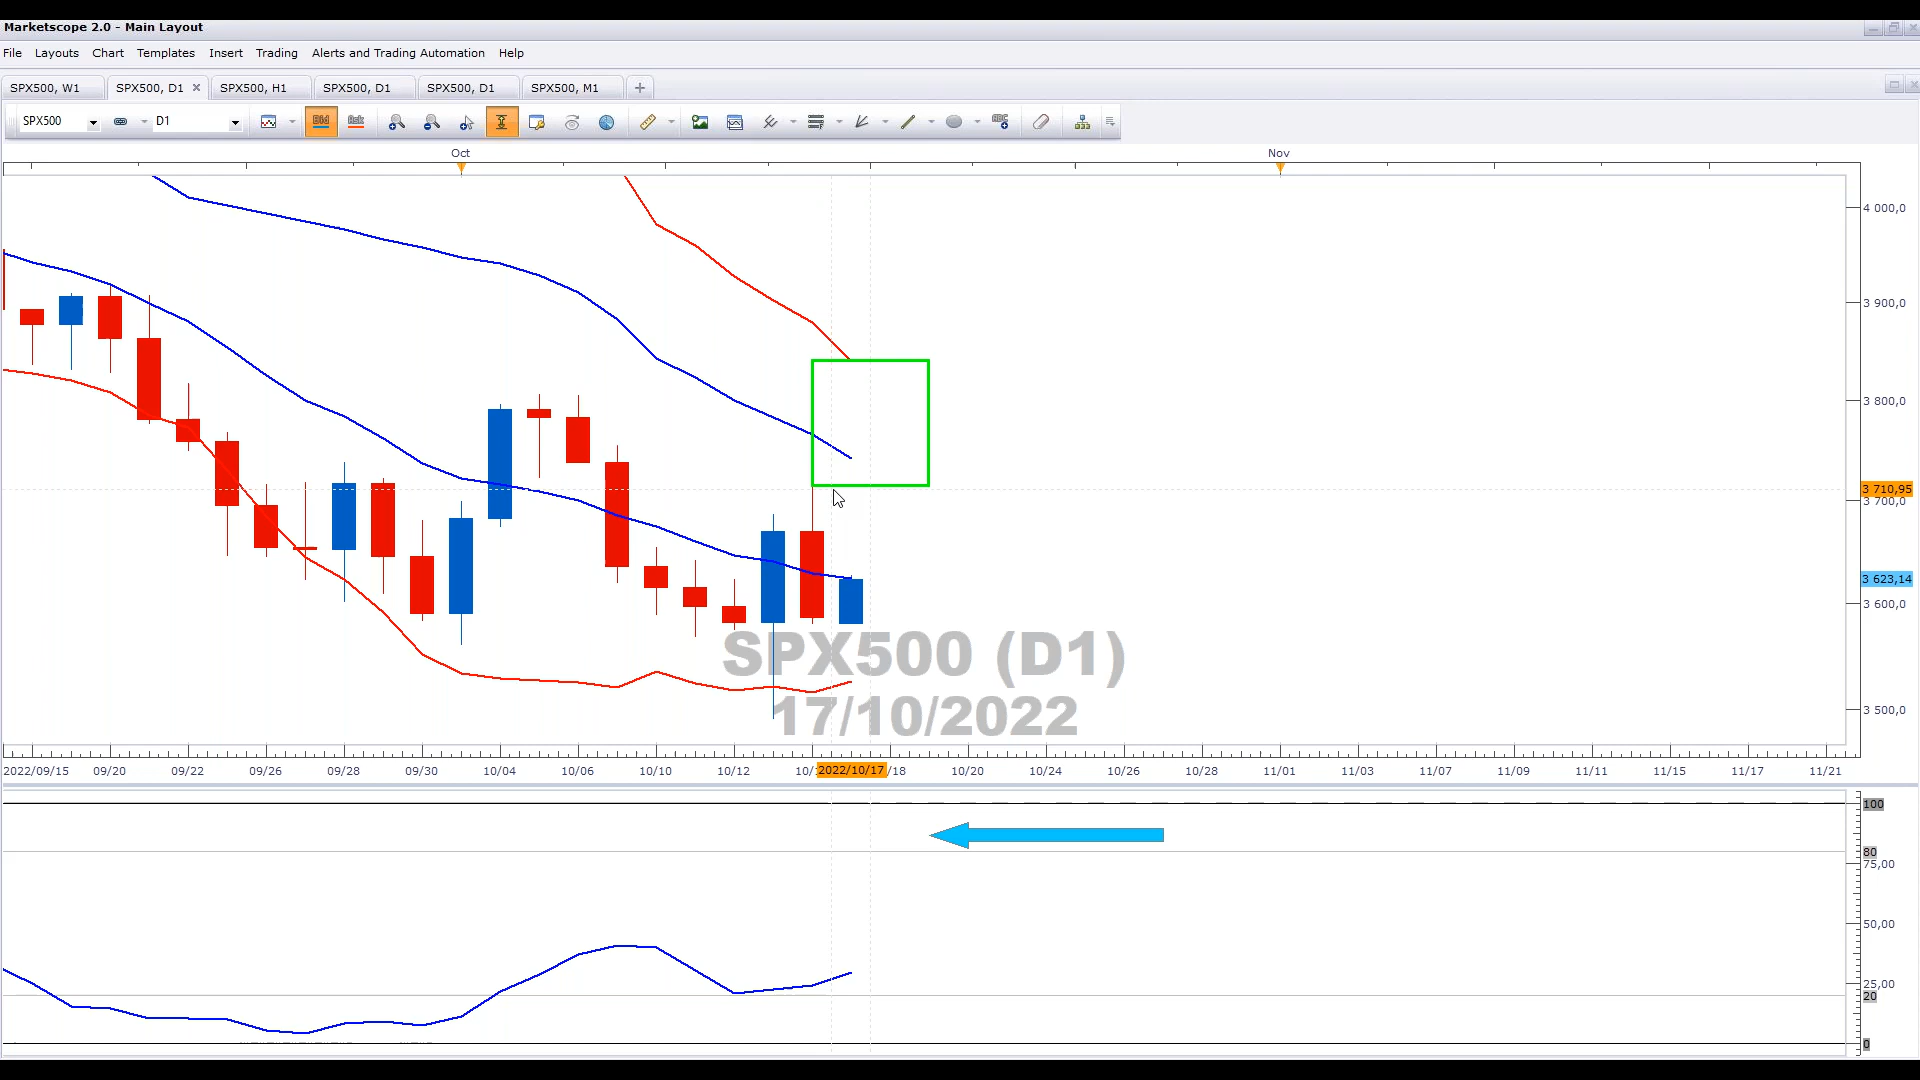 Marketscope 2.0 - Main Layout
File Layouts Chart Templates Insert Trading Alerts and Trading Automation Help
SPX500, W1 SPX500, D1 SPX500, H1 SPX500, D1 SPX500, D1 SPX500, M1
SPX500 D1 Bid Ask ABC
Oct Nov
4 000,0
3 900,0
3 800,0
3 710,95
3 700,0
3 623,14
3 600,0
3 500,0
SPX500 (D1)
17/10/2022
2022/09/15 09/20 09/22 09/26 09/28 09/30 10/04 10/06 10/10 10/12 10/ 2022/10/17 /18 10/20 10/24 10/26 10/28 11/01 11/03 11/07 11/09 11/11 11/15 11/17 11/21
100
80
75,00
50,00
25,00
20
0